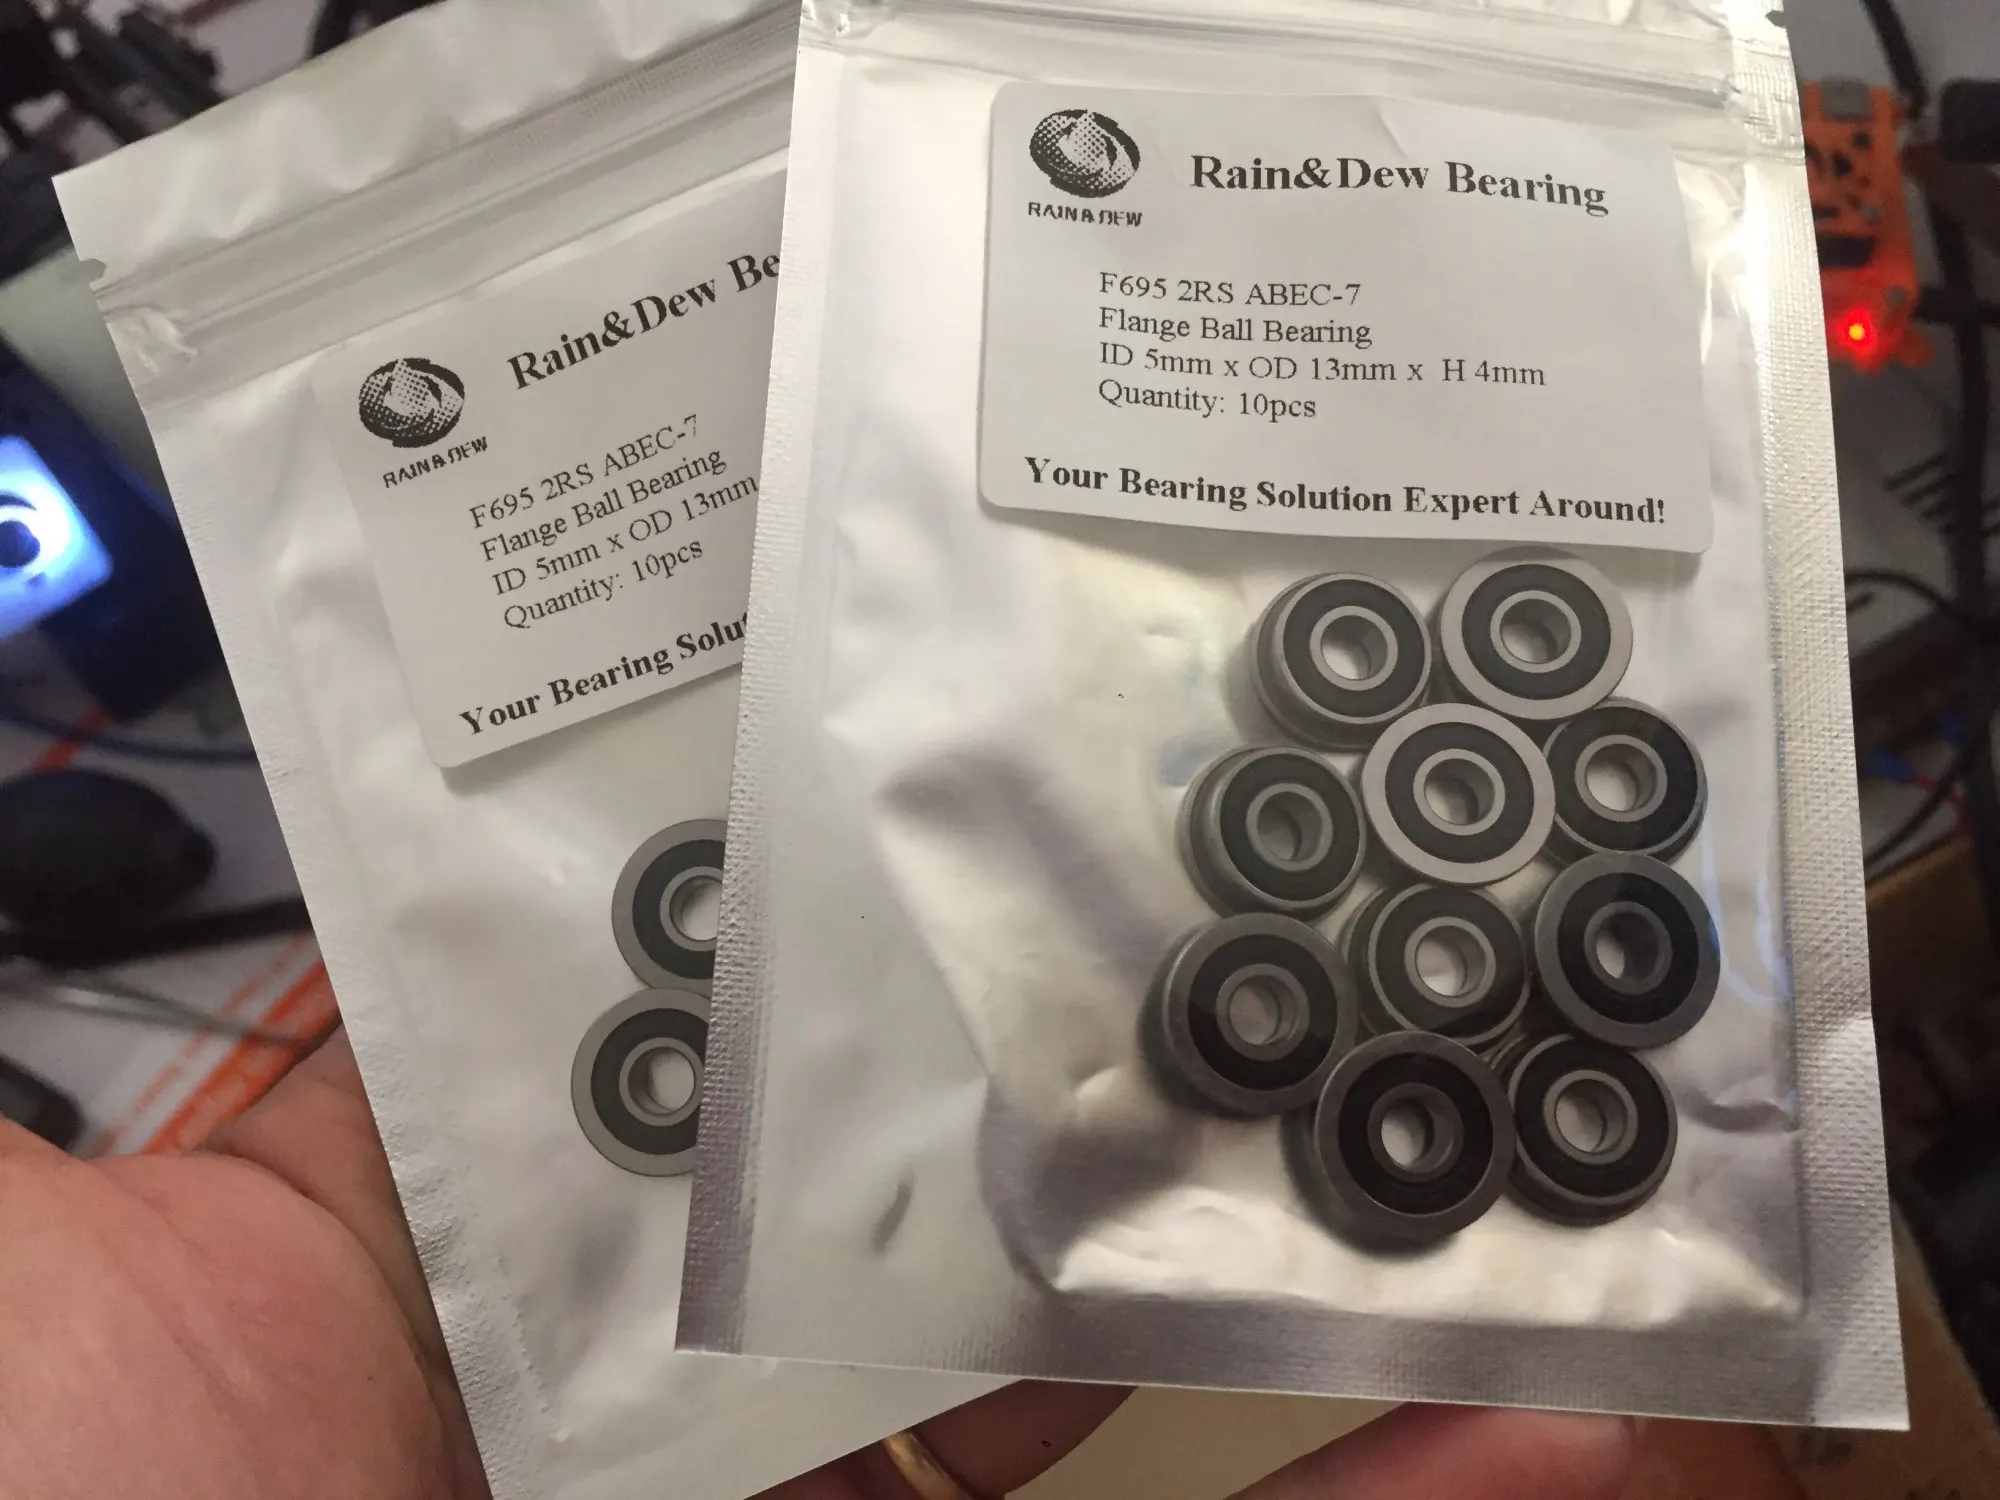 RAIN & DEW
Rain&Dew Bearing
F695 2RS ABEC-7
Flange Ball Bearing
ID 5mm x OD 13mm x H 4mm
Quantity: 10pcs
Your Bearing Solution Expert Around!
RAIN & DEW
Rain&Dew Be
F695 2RS ABEC-7
Flange Ball Bearing
ID 5mm x OD 13mm
Quantity: 10pcs
Your Bearing Solut